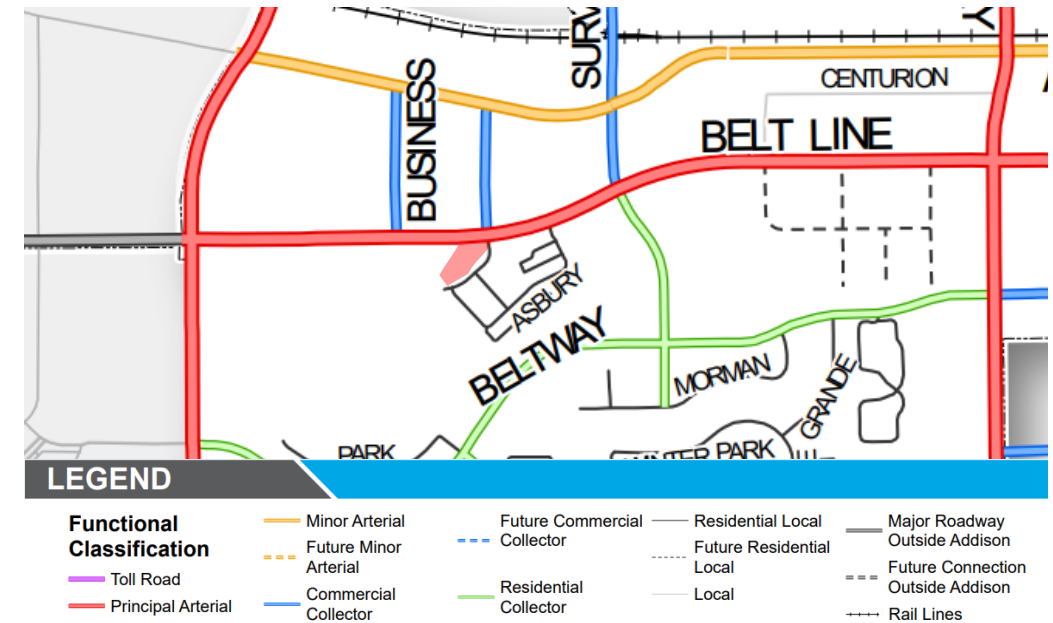 SURV
Y
CENTURION
BUSINESS
BELT LINE
ASBURY
BELTWAY
MORMAN
GRANDE
PARK
WINTER PARK
LEGEND
Functional
Classification
Toll Road
Principal Arterial
Minor Arterial
Future Minor
Arterial
Commercial
Collector
Future Commercial
Collector
Residential
Collector
Residential Local
Future Residential
Local
Local
Major Roadway
Outside Addison
Future Connection
Outside Addison
Rail Lines